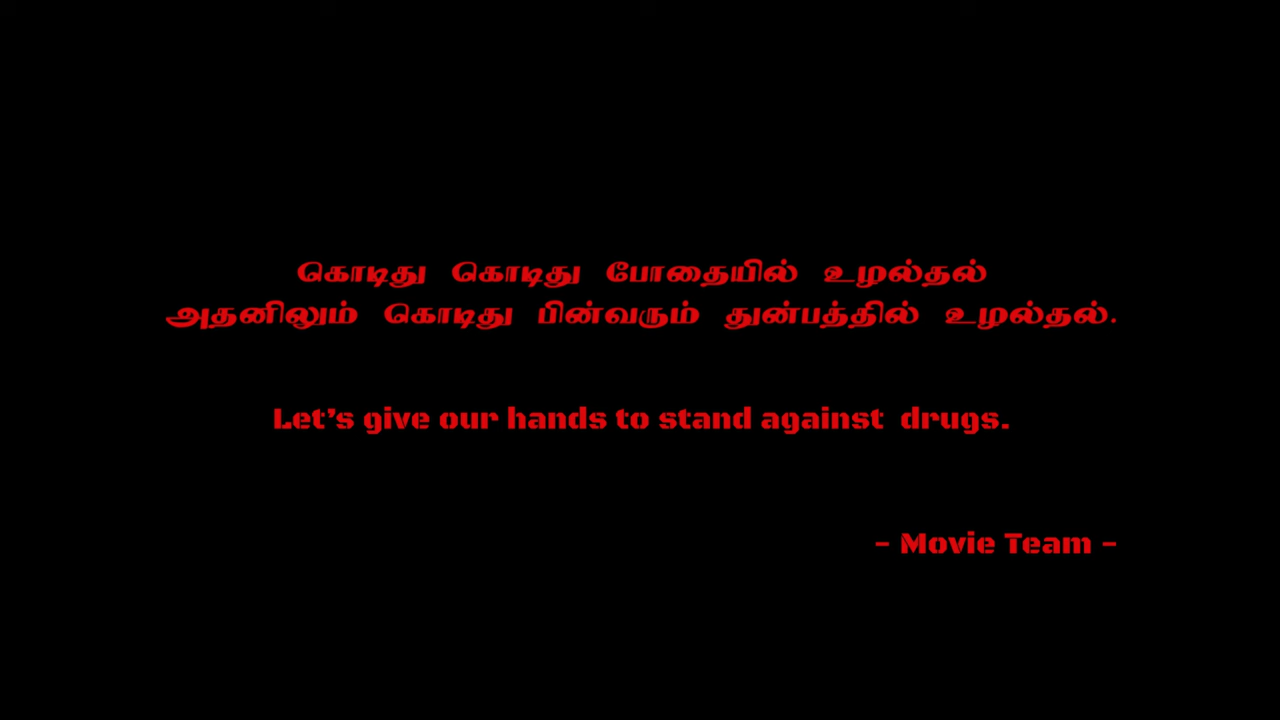 கொடிது கொடிது போதையில் உழல்தல்
அதனிலும் கொடிது பின்வரும் துன்பத்தில் உழல்தல்.
Let's give our hands to stand against drugs.
- Movie Team -